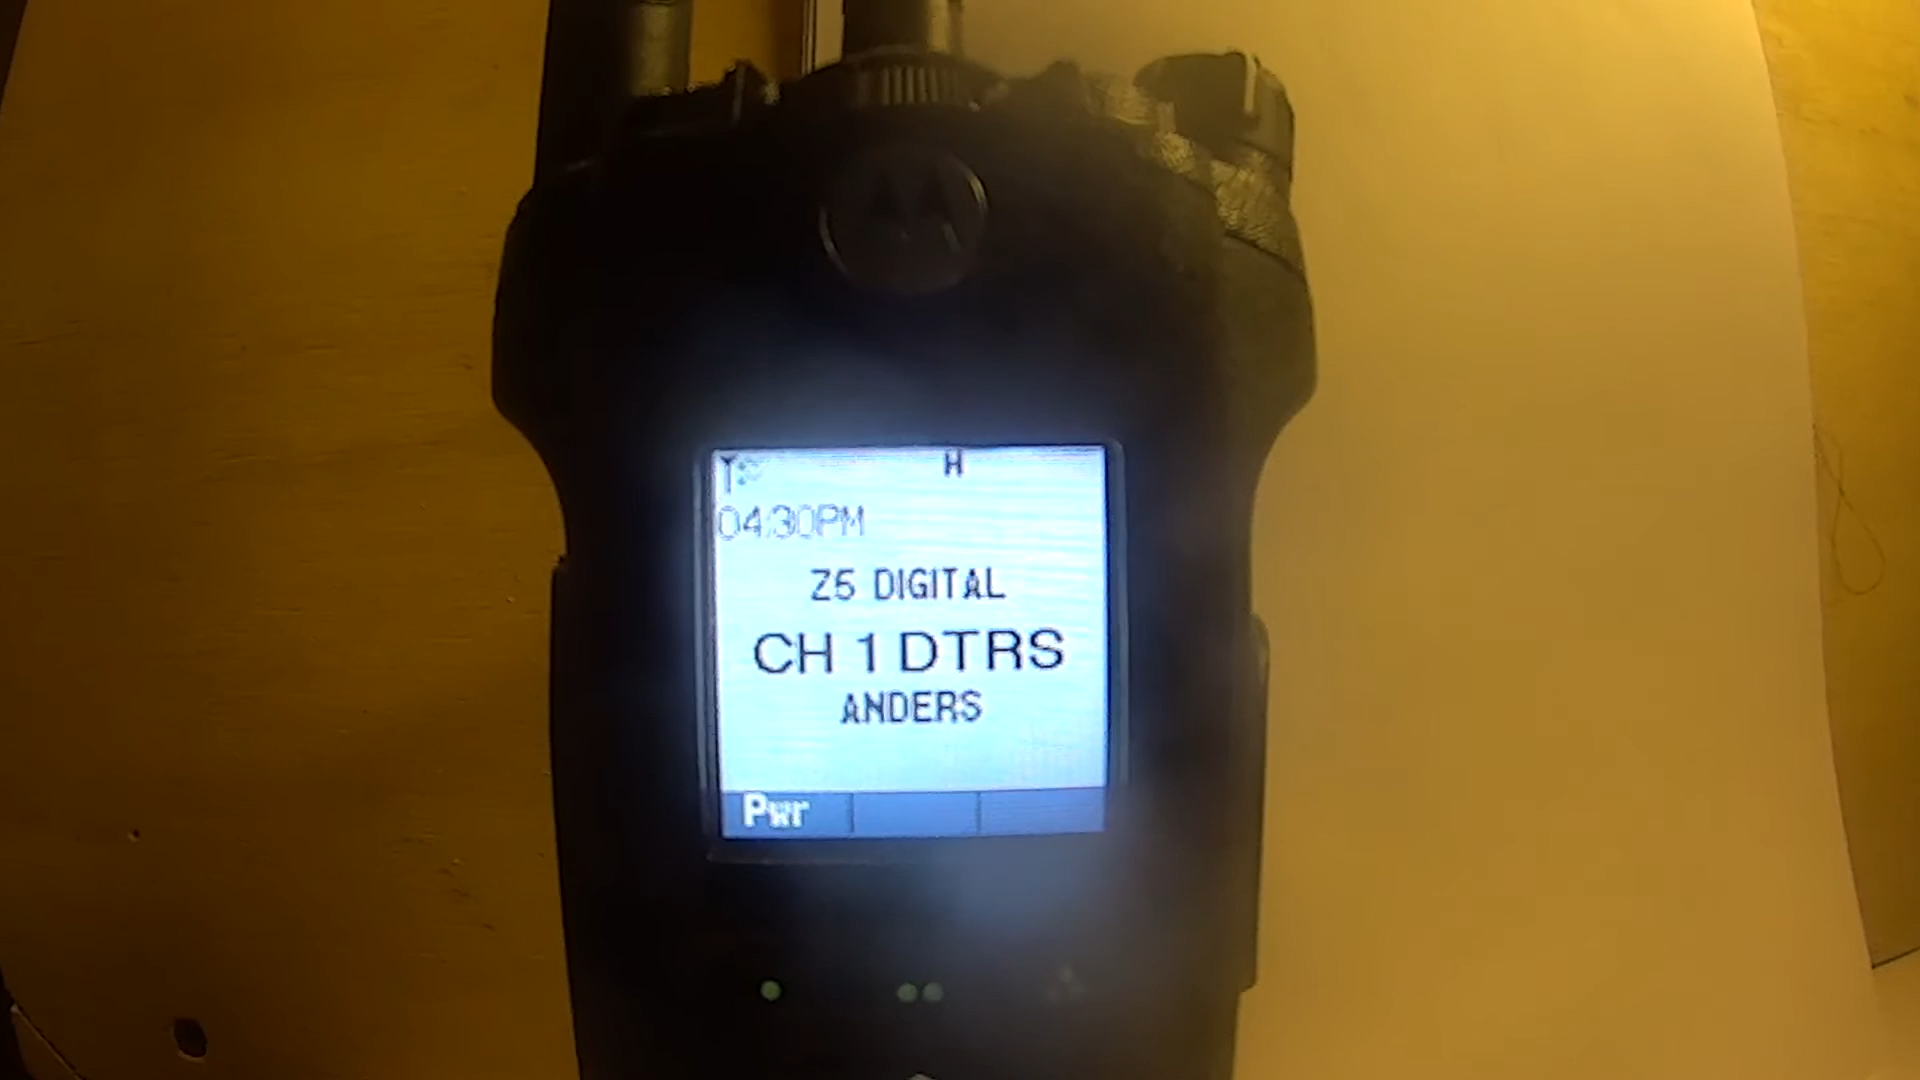 H
04:30PM
Z5 DIGITAL
CH 1 DTRS
ANDERS
Pwr